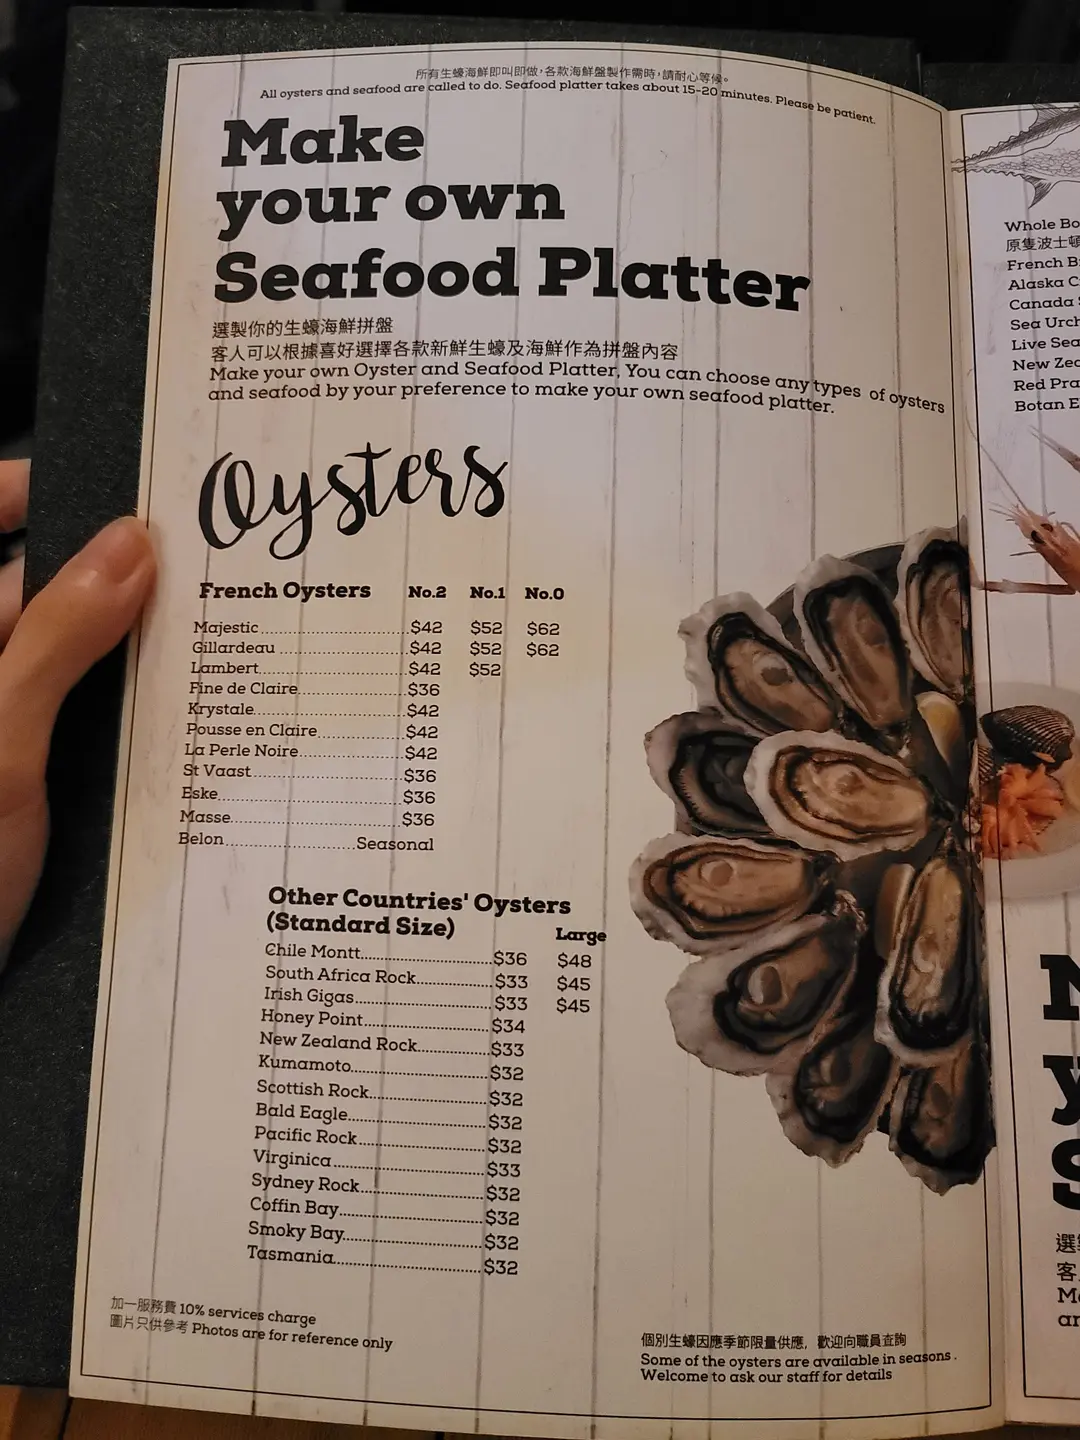 所有生蠔海鮮即叫即做，各款海鮮盤製作需時，請耐心等候。
All oysters and seafood are called to do. Seafood platter takes about 15-20 minutes. Please be patient.
Make
your own
Seafood Platter
選製你的生蠔海鮮拼盤
客人可以根據喜好選擇各款新鮮生蠔及海鮮作為拼盤內容
Make your own Oyster and Seafood Platter, You can choose any types of oysters
and seafood by your preference to make your own seafood platter.
Oysters
French Oysters No.2 No.1 No.0
Majestic $42 $52 $62
Gillardeau $42 $52 $62
Lambert $42 $52
Fine de Claire $36
Krystale $42
Pousse en Claire $42
La Perle Noire $42
St Vaast $36
Eske $36
Masse $36
Belon Seasonal
Other Countries' Oysters
(Standard Size) Large
Chile Montt $36 $48
South Africa Rock $33 $45
Irish Gigas $33 $45
Honey Point $34
New Zealand Rock $33
Kumamoto $32
Scottish Rock $32
Bald Eagle $32
Pacific Rock $32
Virginica $33
Sydney Rock $32
Coffin Bay $32
Smoky Bay $32
Tasmania $32
加一服務費 10% services charge
圖片只供參考 Photos are for reference only
個別生蠔因應季節限量供應，歡迎向職員查詢
Some of the oysters are available in seasons.
Welcome to ask our staff for details
Whole Bo
原隻波士頓
French B
Alaska C
Canada
Sea Urch
Live Sea
New Zea
Red Pra
Botan E
y
S
選
客
an